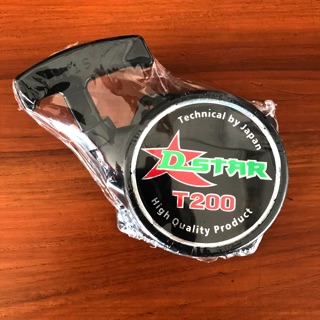 Technical by Japan
D-STAR
T200
High Quality Product